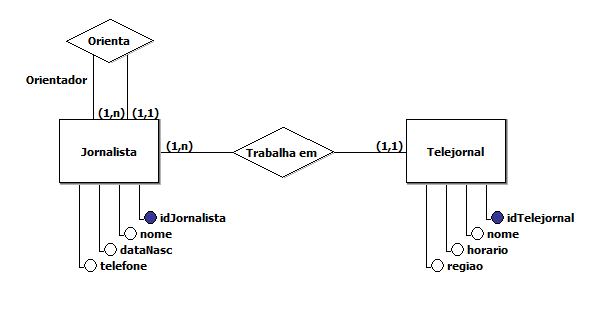 Orienta
Orientador
(1,n) (1,1)
Jornalista
(1,n)
Trabalha em
(1,1)
Telejornal
idJornalista
nome
dataNasc
telefone
idTelejornal
nome
horario
regiao